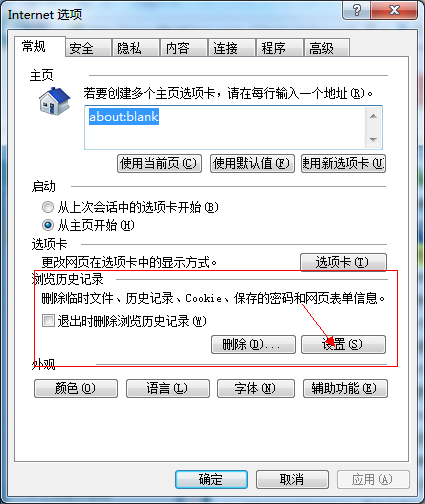 Internet 选项
常规 安全 隐私 内容 连接 程序 高级
主页
若要创建多个主页选项卡，请在每行输入一个地址(R)。
about:blank
使用当前页(C) 使用默认值(F) 使用新选项卡(U
启动
从上次会话中的选项卡开始(B)
从主页开始(H)
选项卡
更改网页在选项卡中的显示方式。 选项卡(T)
浏览历史记录
删除临时文件、历史记录、Cookie、保存的密码和网页表单信息。
退出时删除浏览历史记录(W)
删除(D)... 设置(S)
外观
颜色(O) 语言(L) 字体(N) 辅助功能(E)
确定 取消 应用(A)